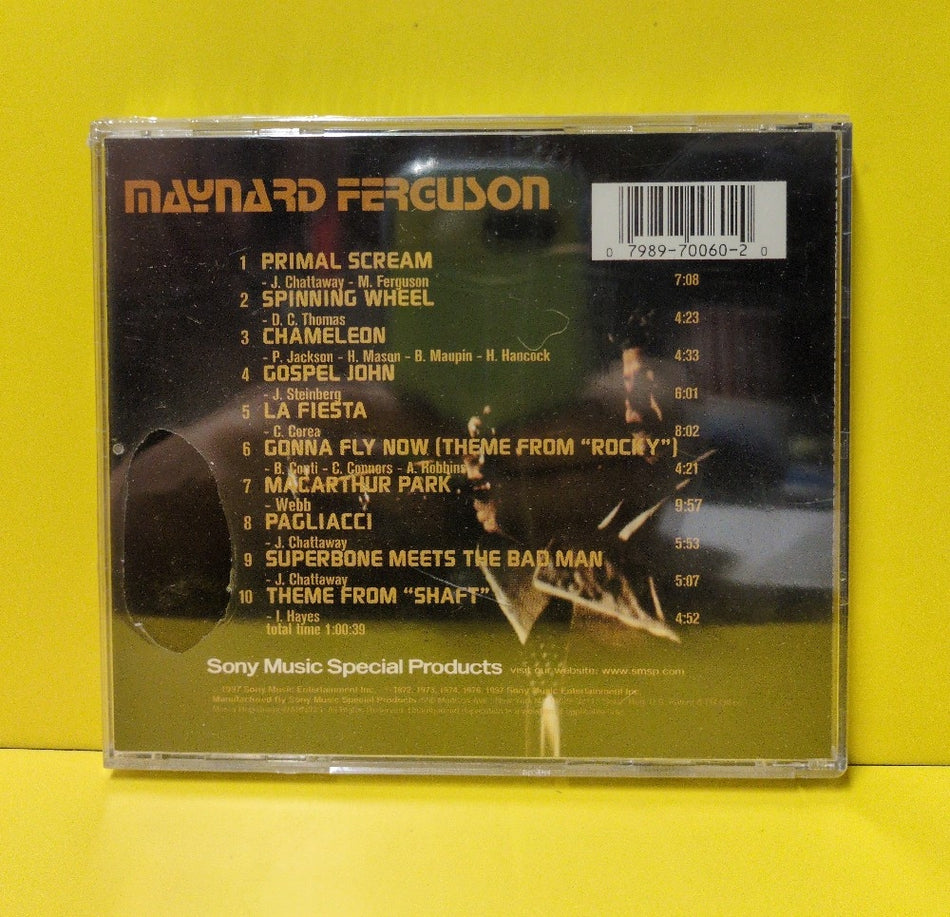 MAYNARD FERGUSON
0 7989-70060-2 0
1 PRIMAL SCREAM
- J. Chattaway - M. Ferguson 7:08
2 SPINNING WHEEL
- D. C. Thomas 4:23
3 CHAMELEON
- P. Jackson - H. Mason - B. Maupin - H. Hancock 4:33
4 GOSPEL JOHN
- J. Steinberg 6:01
5 LA FIESTA
- C. Corea 8:02
6 GONNA FLY NOW (THEME FROM “ROCKY”)
- B. Conti - C. Connors - A. Robbins 4:21
7 MACARTHUR PARK
- Webb 9:57
8 PAGLIACCI
- J. Chattaway 5:53
9 SUPERBONE MEETS THE BAD MAN
- J. Chattaway 5:07
10 THEME FROM “SHAFT”
- I. Hayes 4:52
total time 1:00:39
Sony Music Special Products visit our website: www.smsp.com
1997 Sony Music Entertainment Inc. 1972, 1973, 1974, 1976, 1997 Sony Music Entertainment Inc.
Manufactured By Sony Music Special Products